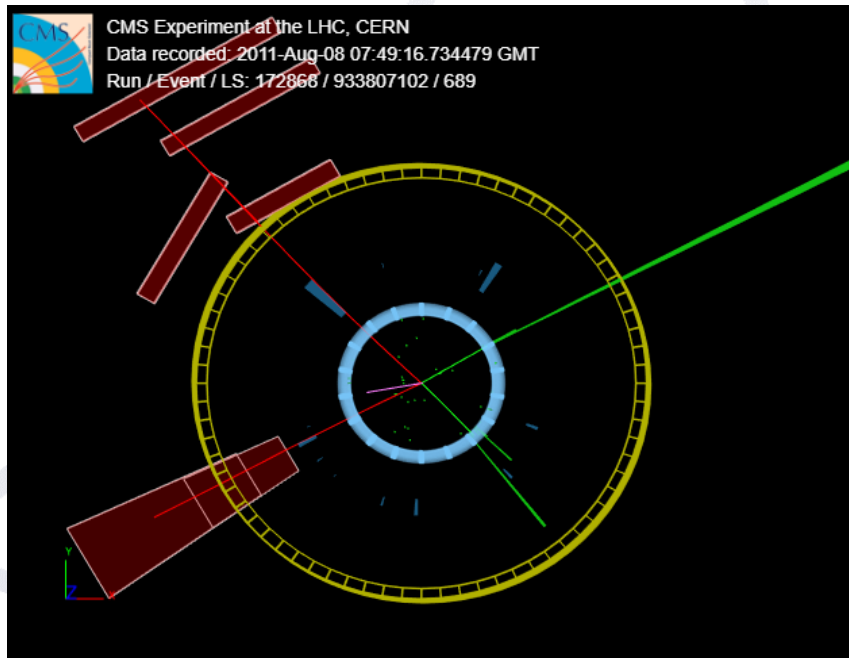 CMS
CMS Experiment at the LHC, CERN
Data recorded: 2011-Aug-08 07:49:16.734479 GMT
Run / Event / LS: 172868 / 933807102 / 689
Y
Z
X